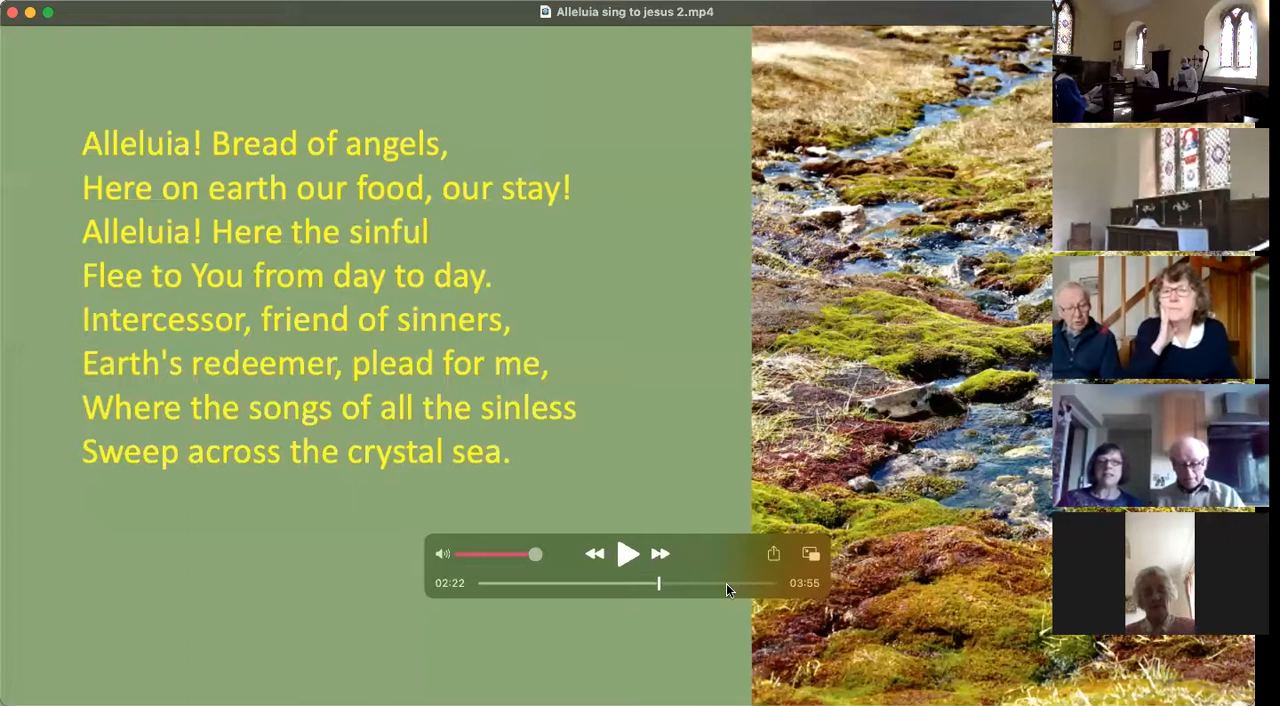 Alleluia sing to jesus 2.mp4
Alleluia! Bread of angels,
Here on earth our food, our stay!
Alleluia! Here the sinful
Flee to You from day to day.
Intercessor, friend of sinners,
Earth's redeemer, plead for me,
Where the songs of all the sinless
Sweep across the crystal sea.
02:22
03:55